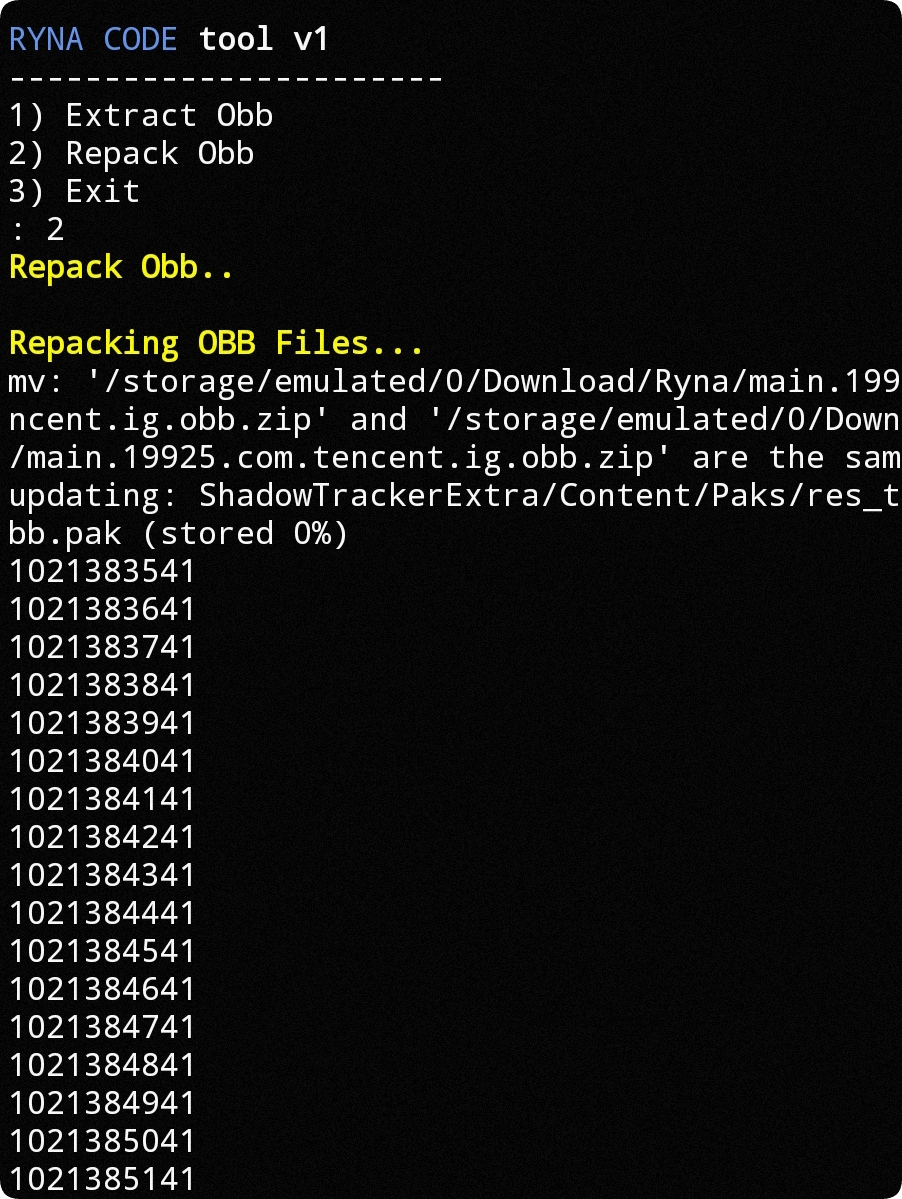 RYNA CODE tool v1
-----------------------
1) Extract Obb
2) Repack Obb
3) Exit
: 2
Repack Obb..
Repacking OBB Files...
mv: '/storage/emulated/0/Download/Ryna/main.199
ncent.ig.obb.zip' and '/storage/emulated/0/Down
/main.19925.com.tencent.ig.obb.zip' are the sam
updating: ShadowTrackerExtra/Content/Paks/res_t
bb.pak (stored 0%)
1021383541
1021383641
1021383741
1021383841
1021383941
1021384041
1021384141
1021384241
1021384341
1021384441
1021384541
1021384641
1021384741
1021384841
1021384941
1021385041
1021385141